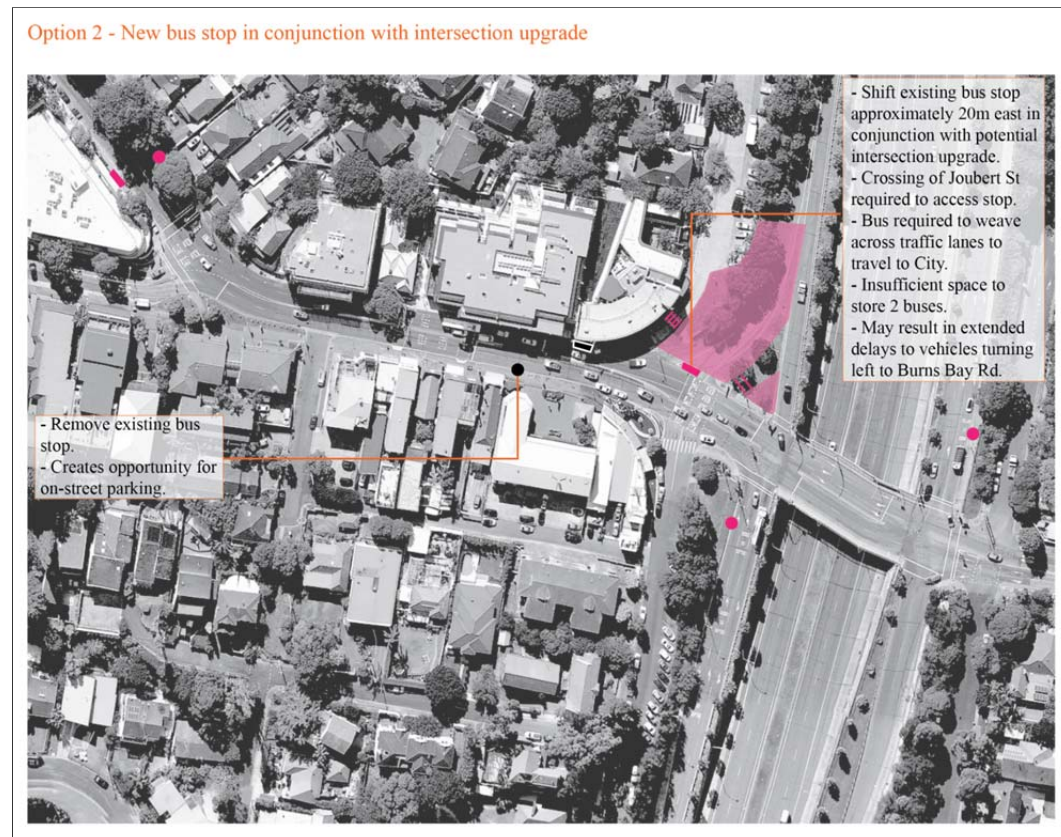 Option 2 - New bus stop in conjunction with intersection upgrade
- Shift existing bus stop
approximately 20m east in
conjunction with potential
intersection upgrade.
- Crossing of Joubert St
required to access stop.
- Bus required to weave
across traffic lanes to
travel to City.
- Insufficient space to
store 2 buses.
- May result in extended
delays to vehicles turning
left to Burns Bay Rd.
- Remove existing bus
stop.
- Creates opportunity for
on-street parking.